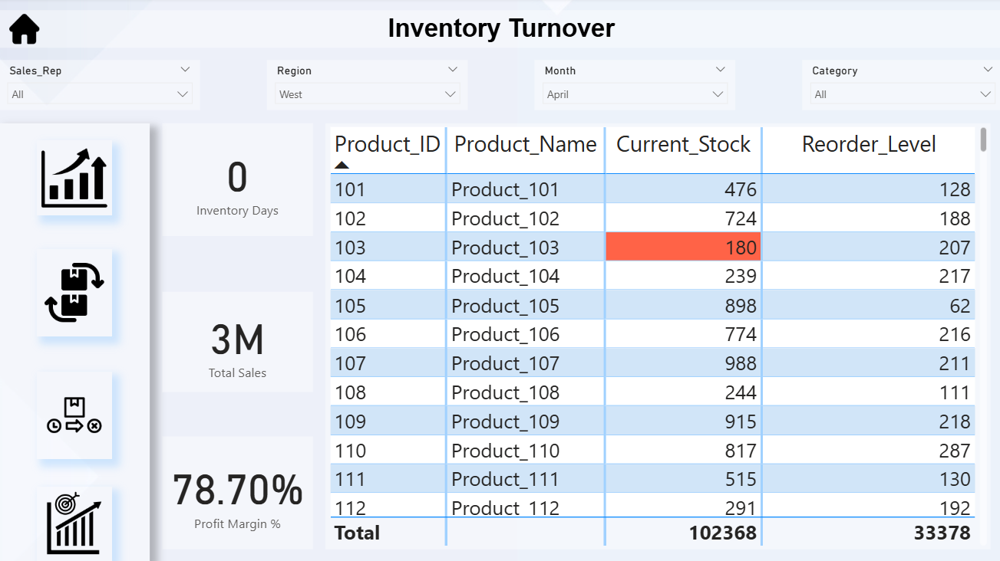 Inventory Turnover
Sales_Rep
All
Region
West
Month
April
Category
All
0
Inventory Days
3M
Total Sales
78.70%
Profit Margin %
Product_ID Product_Name Current_Stock Reorder_Level
101 Product_101 476 128
102 Product_102 724 188
103 Product_103 180 207
104 Product_104 239 217
105 Product_105 898 62
106 Product_106 774 216
107 Product_107 988 211
108 Product_108 244 111
109 Product_109 915 218
110 Product_110 817 287
111 Product_111 515 130
112 Product_112 291 192
Total 102368 33378